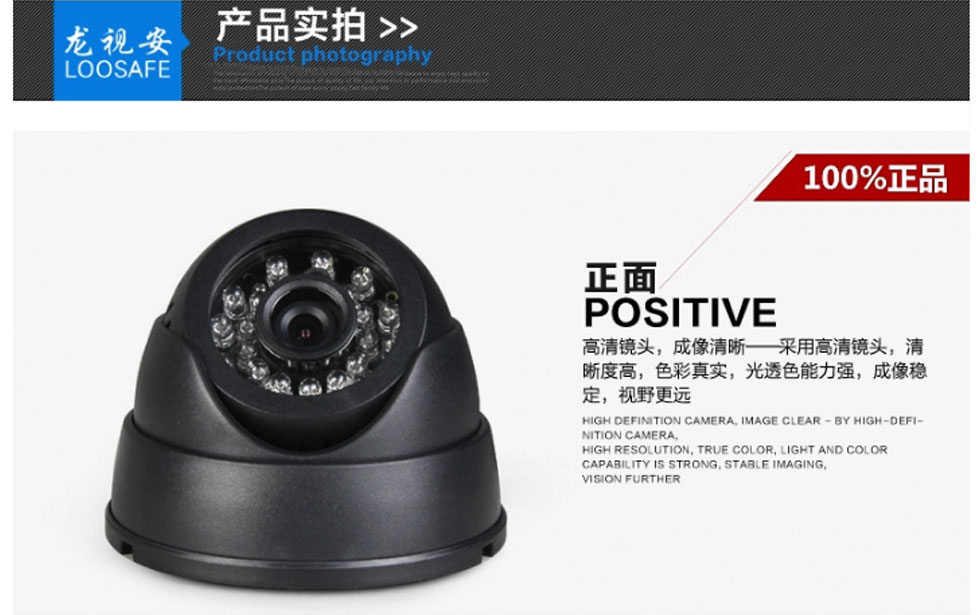 龙视安
LOOSAFE
产品实拍 >>
Product photography
100%正品
正面
POSITIVE
高清镜头，成像清晰——采用高清镜头，清
晰度高，色彩真实，光透色能力强，成像稳
定，视野更远
HIGH DEFINITION CAMERA, IMAGE CLEAR - BY HIGH-DEFI-
NITION CAMERA,
HIGH RESOLUTION, TRUE COLOR, LIGHT AND COLOR
CAPABILITY IS STRONG, STABLE IMAGING,
VISION FURTHER